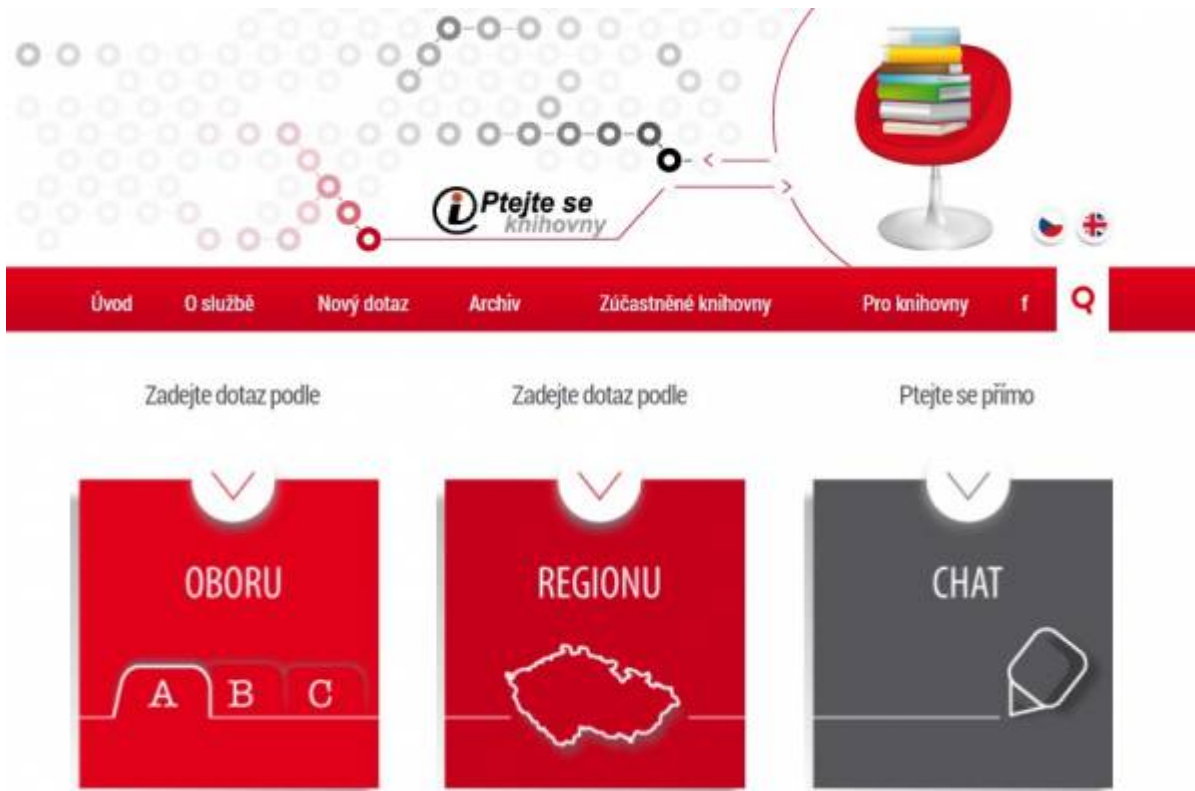 Ptejte se
knihovny
Úvod O službě Nový dotaz Archiv Zúčastněné knihovny Pro knihovny f
Zadejte dotaz podle
Zadejte dotaz podle
Ptejte se přímo
OBORU
REGIONU
CHAT
A B C